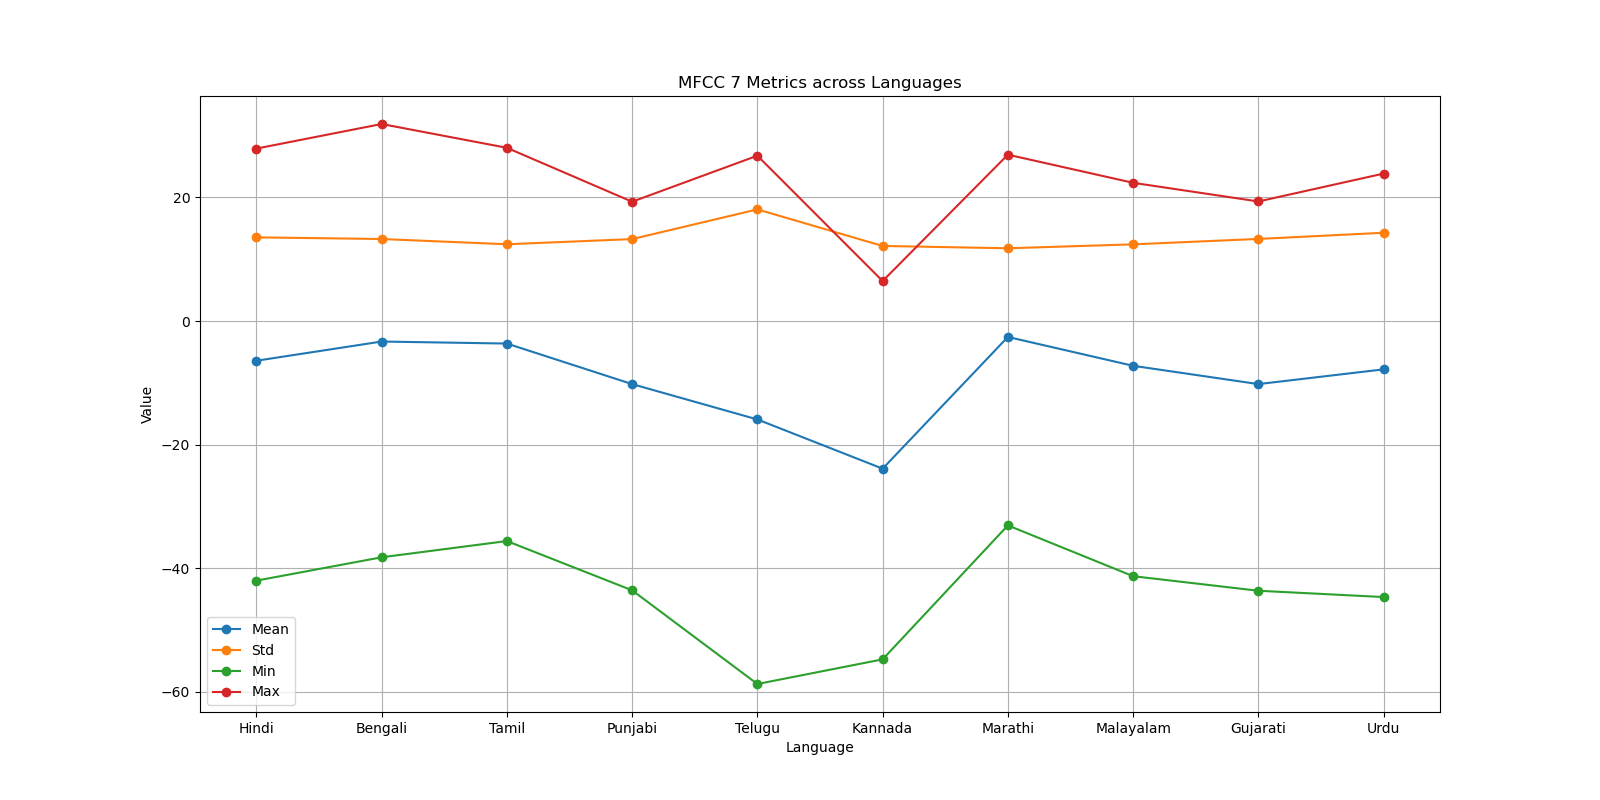 MFCC 7 Metrics across Languages
Value
20
0
−20
−40
−60
Mean
Std
Min
Max
Hindi Bengali Tamil Punjabi Telugu Kannada Marathi Malayalam Gujarati Urdu
Language